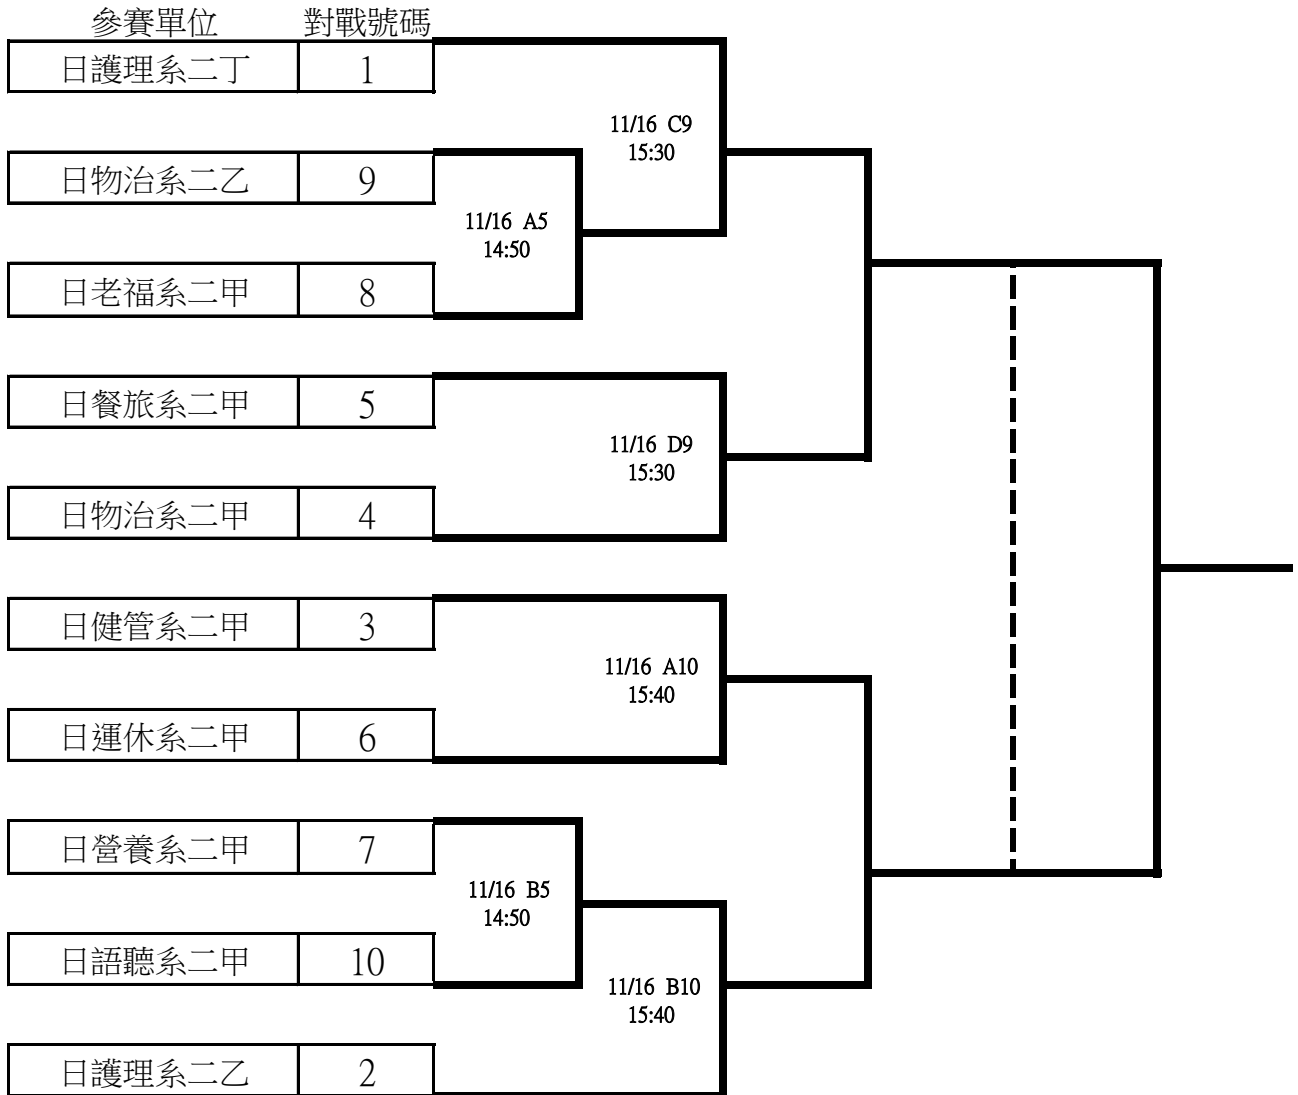 參賽單位 對戰號碼
日護理系二丁 1
11/16 C9
15:30
日物治系二乙 9
11/16 A5
14:50
日老福系二甲 8
日餐旅系二甲 5
11/16 D9
15:30
日物治系二甲 4
日健管系二甲 3
11/16 A10
15:40
日運休系二甲 6
日營養系二甲 7
11/16 B5
14:50
日語聽系二甲 10
11/16 B10
15:40
日護理系二乙 2